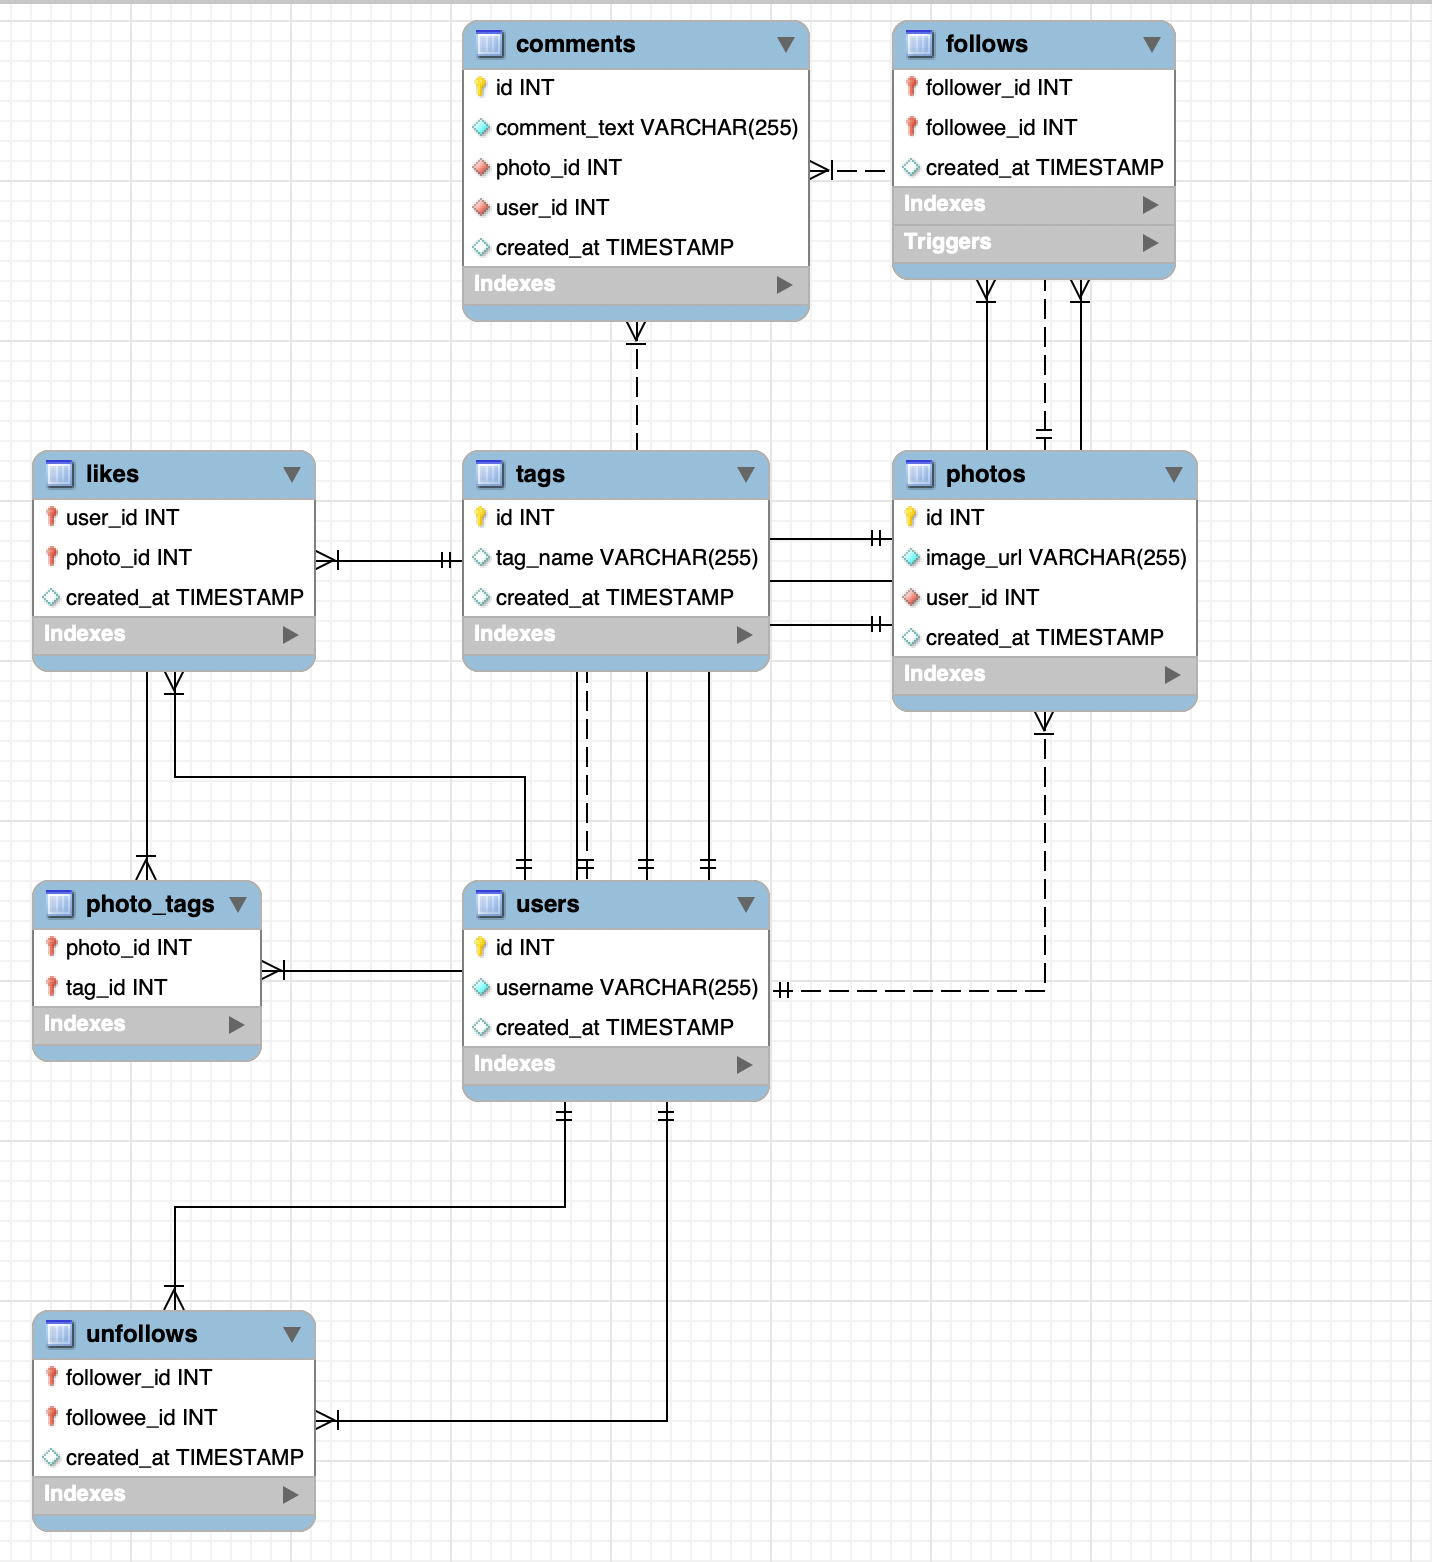 comments
id INT
comment_text VARCHAR(255)
photo_id INT
user_id INT
created_at TIMESTAMP
Indexes
follows
follower_id INT
followee_id INT
created_at TIMESTAMP
Indexes
Triggers
likes
user_id INT
photo_id INT
created_at TIMESTAMP
Indexes
tags
id INT
tag_name VARCHAR(255)
created_at TIMESTAMP
Indexes
photos
id INT
image_url VARCHAR(255)
user_id INT
created_at TIMESTAMP
Indexes
photo_tags
photo_id INT
tag_id INT
Indexes
users
id INT
username VARCHAR(255)
created_at TIMESTAMP
Indexes
unfollows
follower_id INT
followee_id INT
created_at TIMESTAMP
Indexes